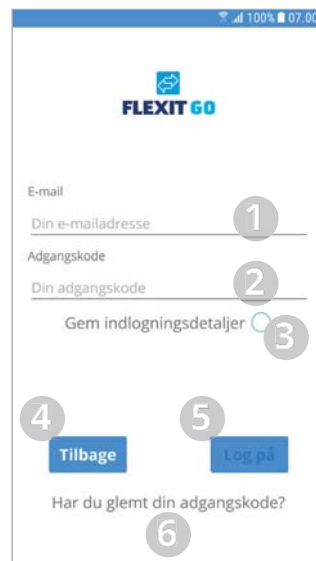 100% 07.00
FLEXIT GO
E-mail
Din e-mailadresse
1
Adgangskode
Din adgangskode
2
Gem indlogningsdetaljer
3
4
5
Tilbage
Log på
Har du glemt din adgangskode?
6